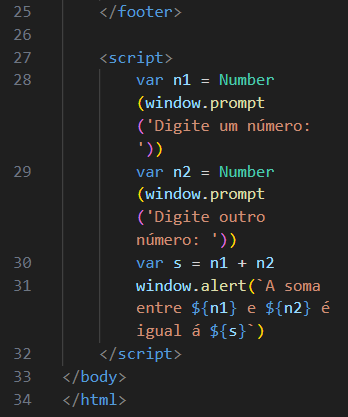 25 </footer>
26
27 <script>
28 var n1 = Number
(window.prompt
('Digite um número:
'))
29 var n2 = Number
(window.prompt
('Digite outro
número: '))
30 var s = n1 + n2
31 window.alert(`A soma
entre ${n1} e ${n2} é
igual á ${s}`)
32 </script>
33 </body>
34 </html>